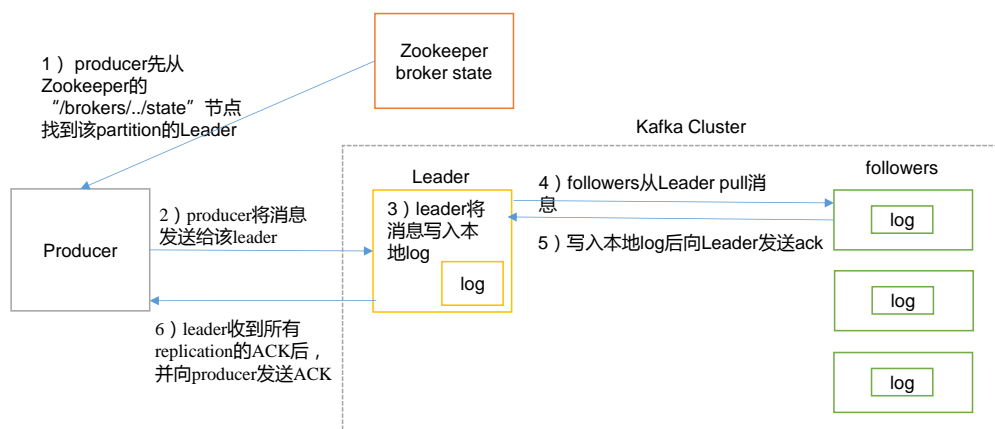 Zookeeper
broker state
1）producer先从
Zookeeper的
“/brokers/../state”节点
找到该partition的Leader
Kafka Cluster
followers
Leader
4）followers从Leader pull消
息
log
3）leader将
消息写入本
地log
2）producer将消息
发送给该leader
Producer
5）写入本地log后向Leader发送ack
log
log
6）leader收到所有
replication的ACK后，
并向producer发送ACK
log